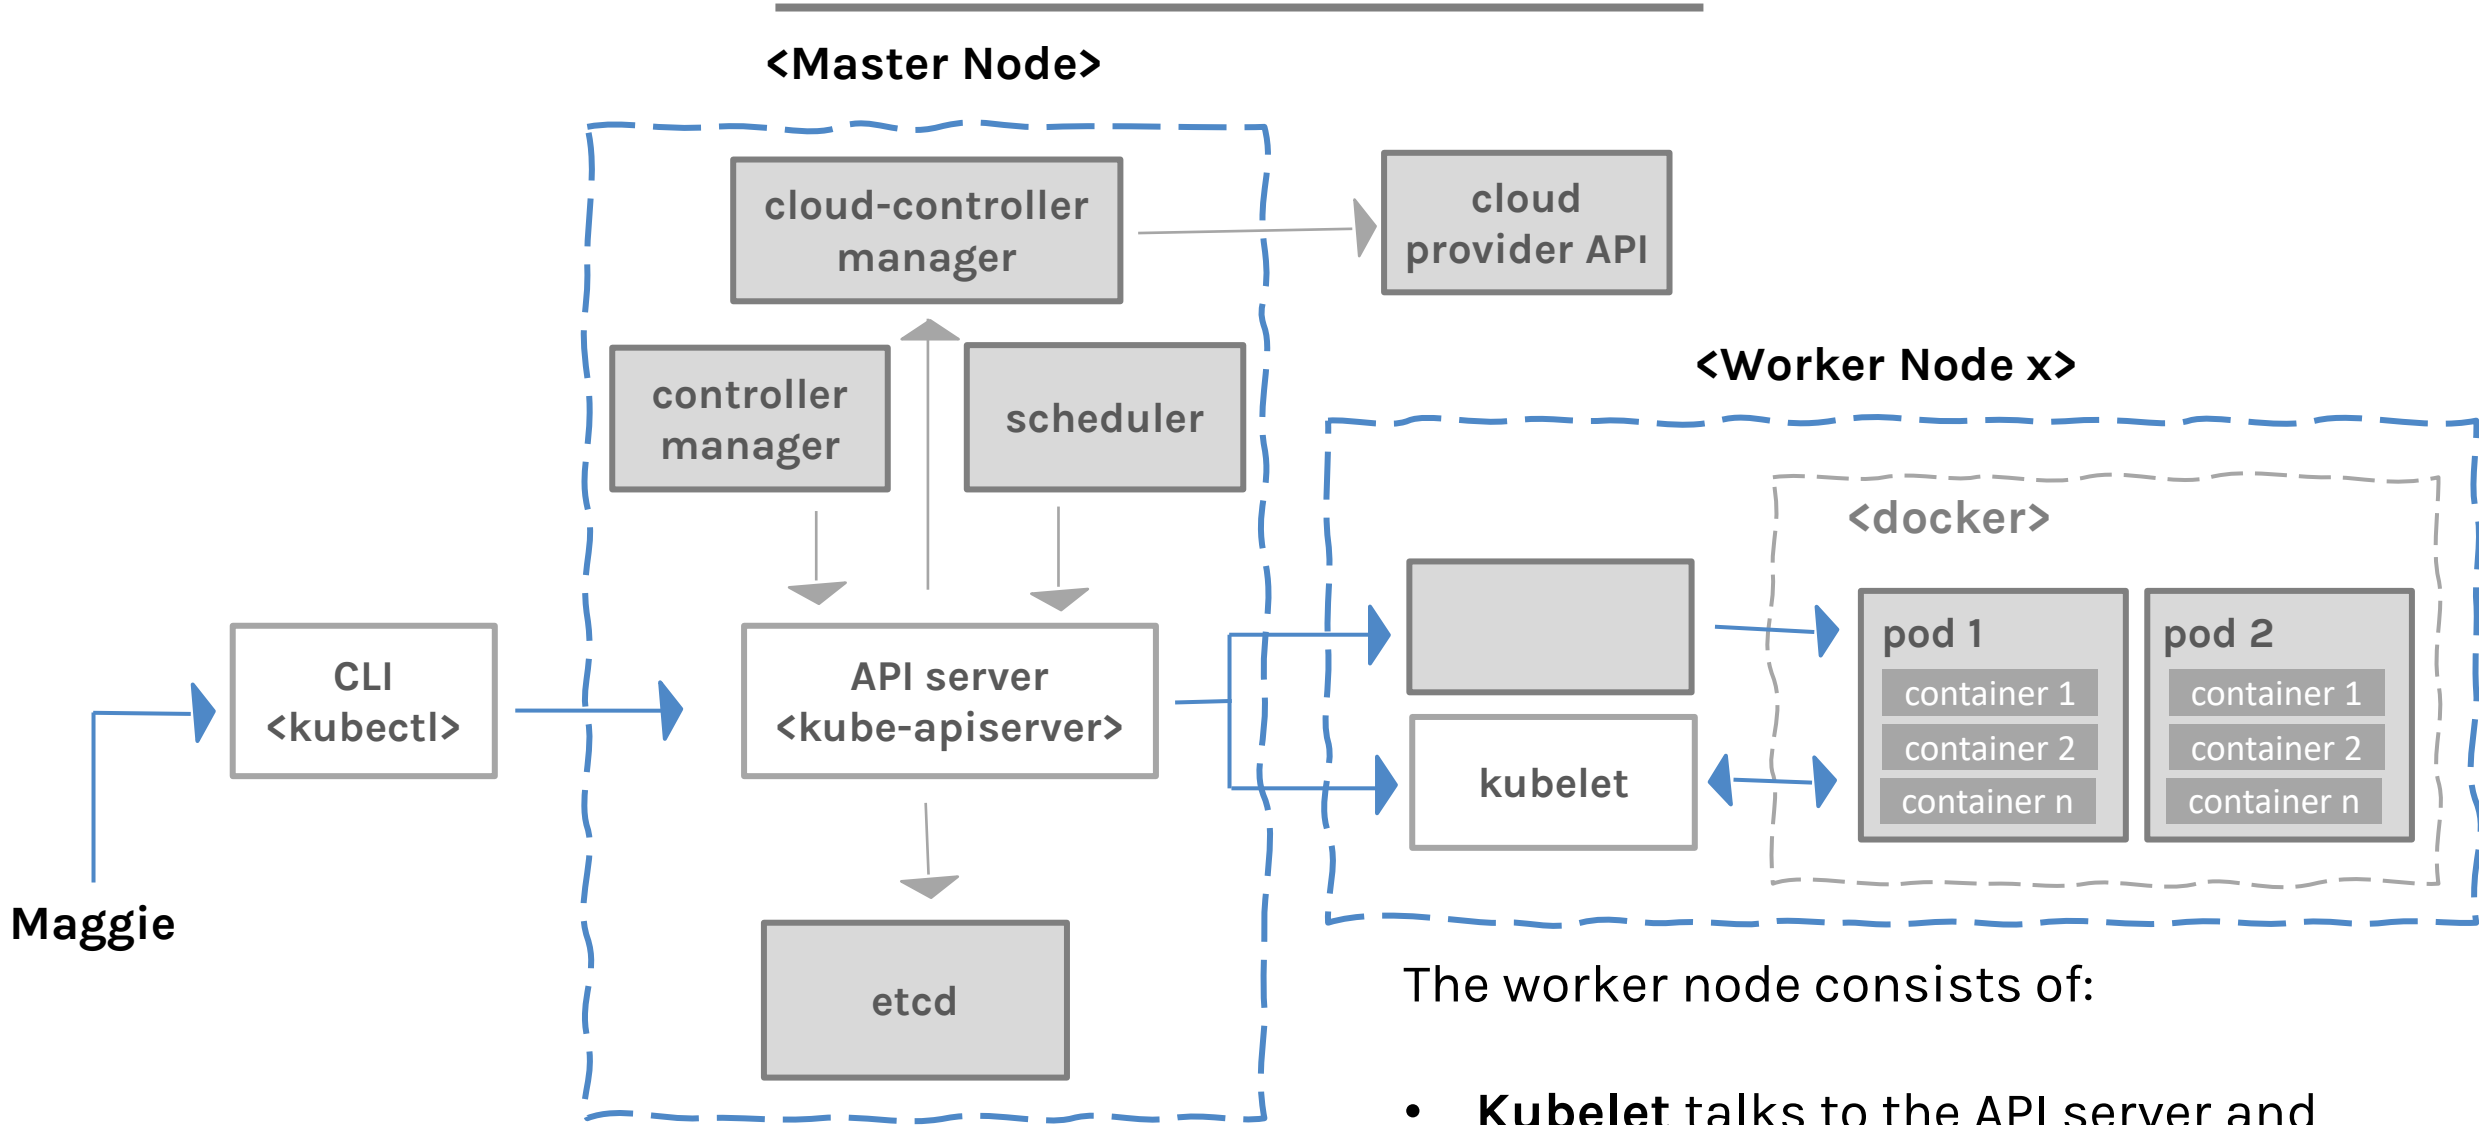 <Master Node>
cloud-controller
manager
cloud
provider API
controller
manager
scheduler
<Worker Node x>
<docker>
CLI
<kubectl>
API server
<kube-apiserver>
kubelet
pod 1
container 1
container 2
container n
pod 2
container 1
container 2
container n
Maggie
etcd
The worker node consists of:
• Kubelet talks to the API server and